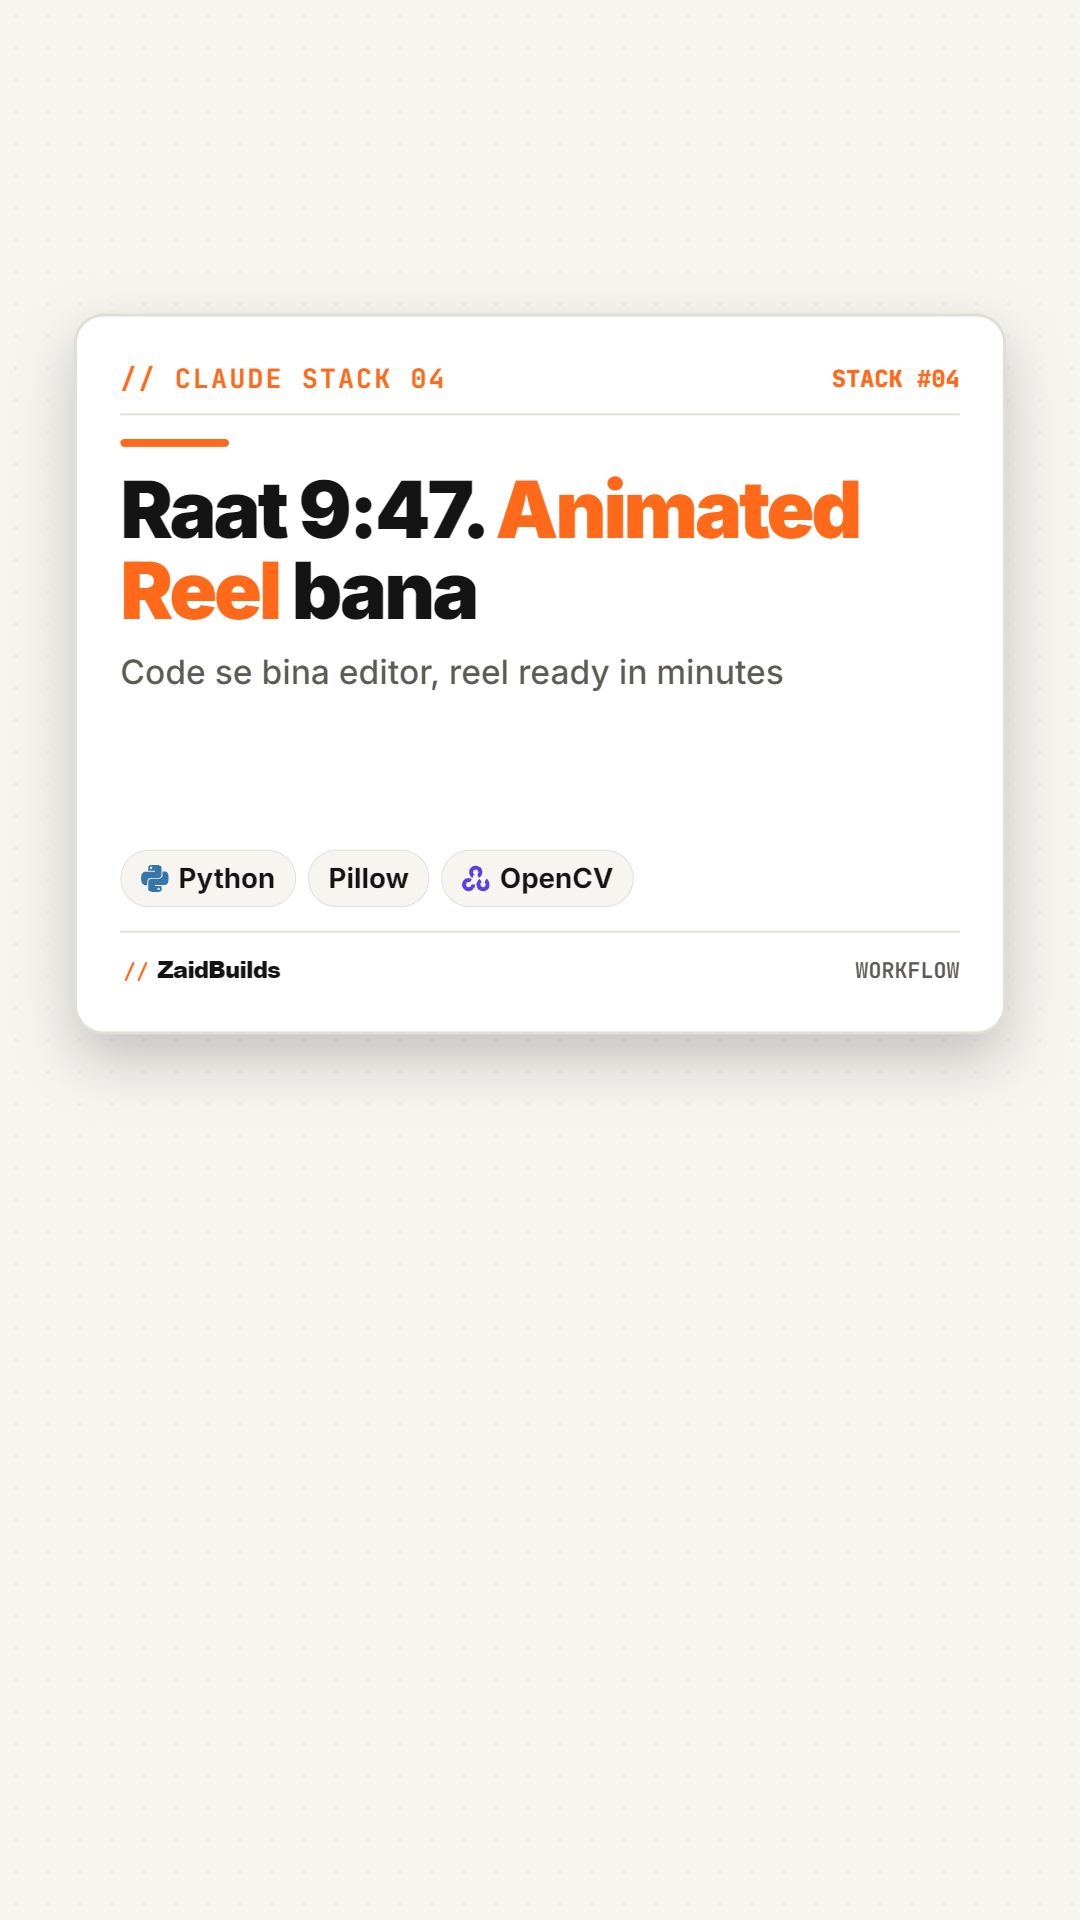 // CLAUDE STACK 04
STACK #04
Raat 9:47. Animated
Reel bana
Code se bina editor, reel ready in minutes
Python
Pillow
OpenCV
// ZaidBuilds
WORKFLOW